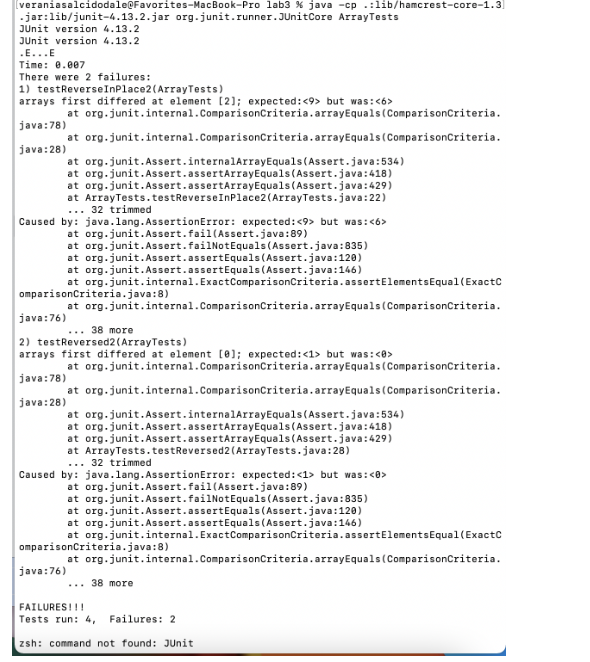 [veraniasalcidodale@Favorites-MacBook-Pro lab3 % java -cp .:lib/hamcrest-core-1.3]
.jar:lib/junit-4.13.2.jar org.junit.runner.JUnitCore ArrayTests
JUnit version 4.13.2
JUnit version 4.13.2
.E...E
Time: 0.007
There were 2 failures:
1) testReverseInPlace2(ArrayTests)
arrays first differed at element [2]; expected:<9> but was:<6>
at org.junit.internal.ComparisonCriteria.arrayEquals(ComparisonCriteria.
java:78)
at org.junit.internal.ComparisonCriteria.arrayEquals(ComparisonCriteria.
java:28)
at org.junit.Assert.internalArrayEquals(Assert.java:534)
at org.junit.Assert.assertArrayEquals(Assert.java:418)
at org.junit.Assert.assertArrayEquals(Assert.java:429)
at ArrayTests.testReverseInPlace2(ArrayTests.java:22)
... 32 trimmed
Caused by: java.lang.AssertionError: expected:<9> but was:<6>
at org.junit.Assert.fail(Assert.java:89)
at org.junit.Assert.failNotEquals(Assert.java:835)
at org.junit.Assert.assertEquals(Assert.java:120)
at org.junit.Assert.assertEquals(Assert.java:146)
at org.junit.internal.ExactComparisonCriteria.assertElementsEqual(ExactC
omparisonCriteria.java:8)
at org.junit.internal.ComparisonCriteria.arrayEquals(ComparisonCriteria.
java:76)
... 38 more
2) testReversed2(ArrayTests)
arrays first differed at element [0]; expected:<1> but was:<0>
at org.junit.internal.ComparisonCriteria.arrayEquals(ComparisonCriteria.
java:78)
at org.junit.internal.ComparisonCriteria.arrayEquals(ComparisonCriteria.
java:28)
at org.junit.Assert.internalArrayEquals(Assert.java:534)
at org.junit.Assert.assertArrayEquals(Assert.java:418)
at org.junit.Assert.assertArrayEquals(Assert.java:429)
at ArrayTests.testReversed2(ArrayTests.java:28)
... 32 trimmed
Caused by: java.lang.AssertionError: expected:<1> but was:<0>
at org.junit.Assert.fail(Assert.java:89)
at org.junit.Assert.failNotEquals(Assert.java:835)
at org.junit.Assert.assertEquals(Assert.java:120)
at org.junit.Assert.assertEquals(Assert.java:146)
at org.junit.internal.ExactComparisonCriteria.assertElementsEqual(ExactC
omparisonCriteria.java:8)
at org.junit.internal.ComparisonCriteria.arrayEquals(ComparisonCriteria.
java:76)
... 38 more
FAILURES!!!
Tests run: 4,  Failures: 2
zsh: command not found: JUnit